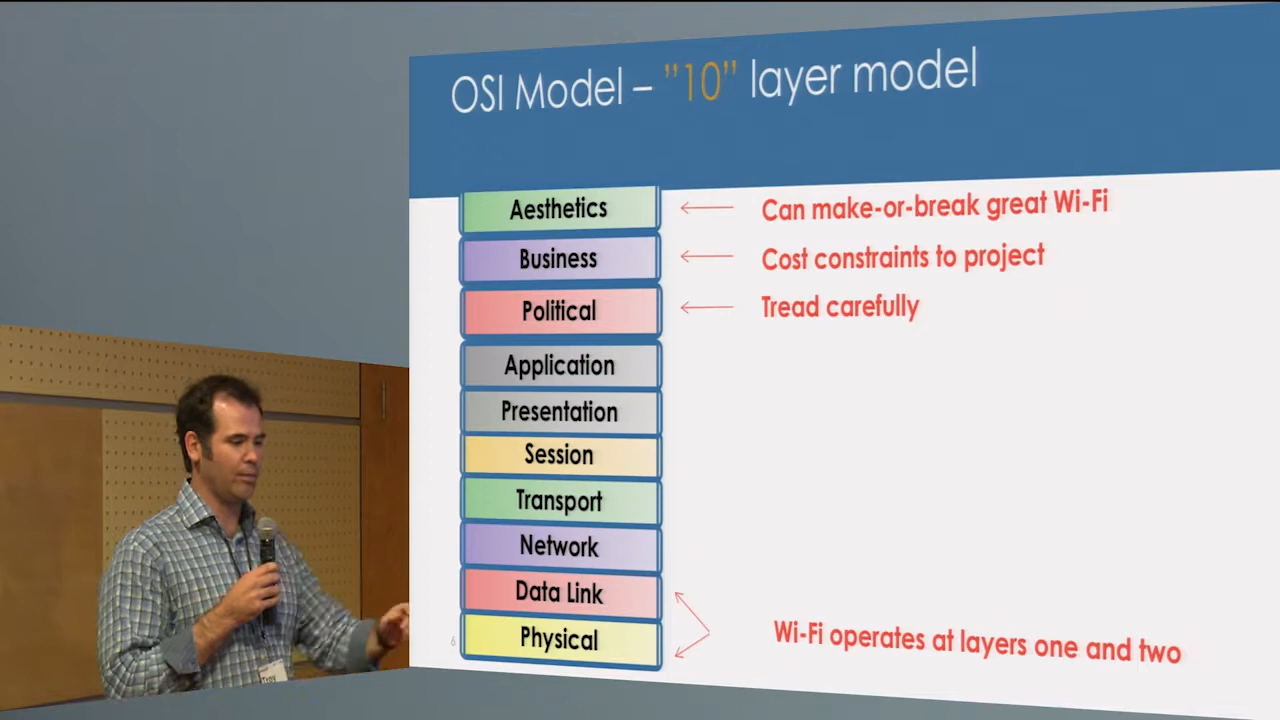 OSI Model – ”10” layer model
Aesthetics
Can make-or-break great Wi-Fi
Business
Cost constraints to project
Political
Tread carefully
Application
Presentation
Session
Transport
Network
Data Link
Physical
Wi-Fi operates at layers one and two
6